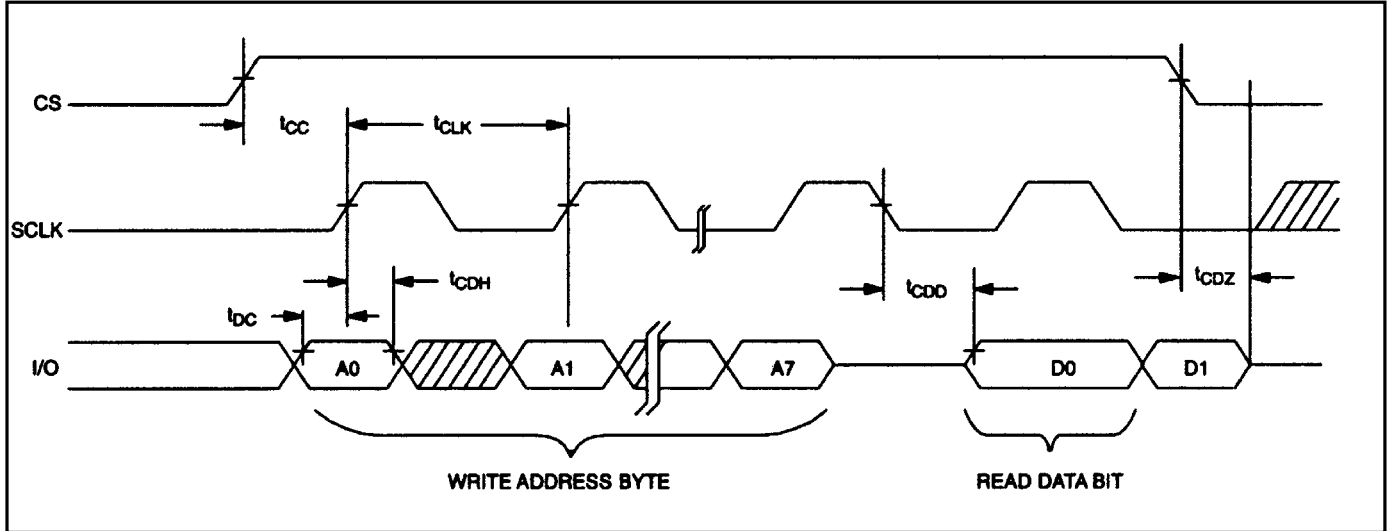 CS
tCC
tCLK
SCLK
tCDH
tCDD
tCDZ
tDC
I/O
A0
A1
A7
D0
D1
WRITE ADDRESS BYTE
READ DATA BIT